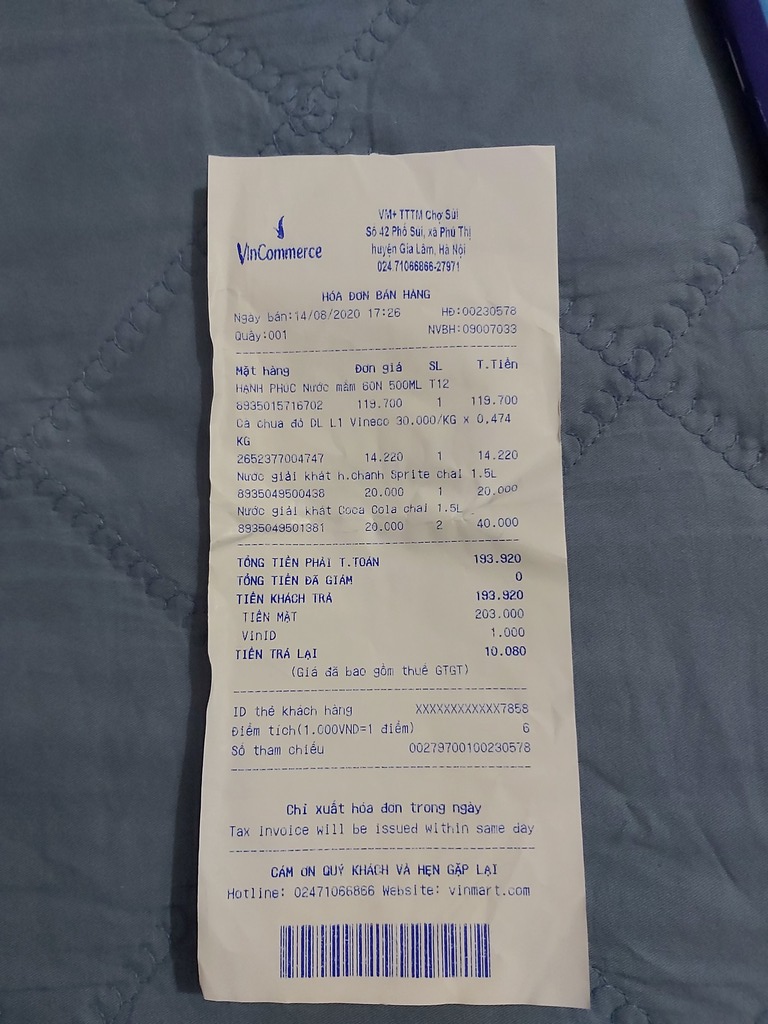 VinCommerce
VM+ TTTM Chợ Sủi
Số 42 Phố Sủi, xã Phú Thị
huyện Gia Lâm, Hà Nội
024.71066866-27971
HÓA ĐƠN BÁN HÀNG
Ngày bán:14/08/2020 17:26 HĐ:00230578
Quầy:001 NVBH:09007033
Mặt hàng Đơn giá SL T.Tiền
HẠNH PHÚC Nước mắm 60N 500ML T12
8935015716702 119.700 1 119.700
Cà chua đỏ DL L1 Vineco 30.000/KG x 0.474
KG
2652377004747 14.220 1 14.220
Nước giải khát h.chanh Sprite chai 1.5L
8935049500438 20.000 1 20.000
Nước giải khát Coca Cola chai 1.5L
8935049501381 20.000 2 40.000
TỔNG TIỀN PHẢI T.TOÁN 193.920
TỔNG TIỀN ĐÃ GIẢM 0
TIỀN KHÁCH TRẢ 193.920
TIỀN MẶT 203.000
VinID 1.000
TIỀN TRẢ LẠI 10.080
(Giá đã bao gồm thuế GTGT)
ID thẻ khách hàng XXXXXXXXXXXX7858
Điểm tích(1.000VND=1 điểm) 6
Số tham chiếu 00279700100230578
Chỉ xuất hóa đơn trong ngày
Tax invoice will be issued within same day
CẢM ƠN QUÝ KHÁCH VÀ HẸN GẶP LẠI
Hotline: 02471066866 Website: vinmart.com